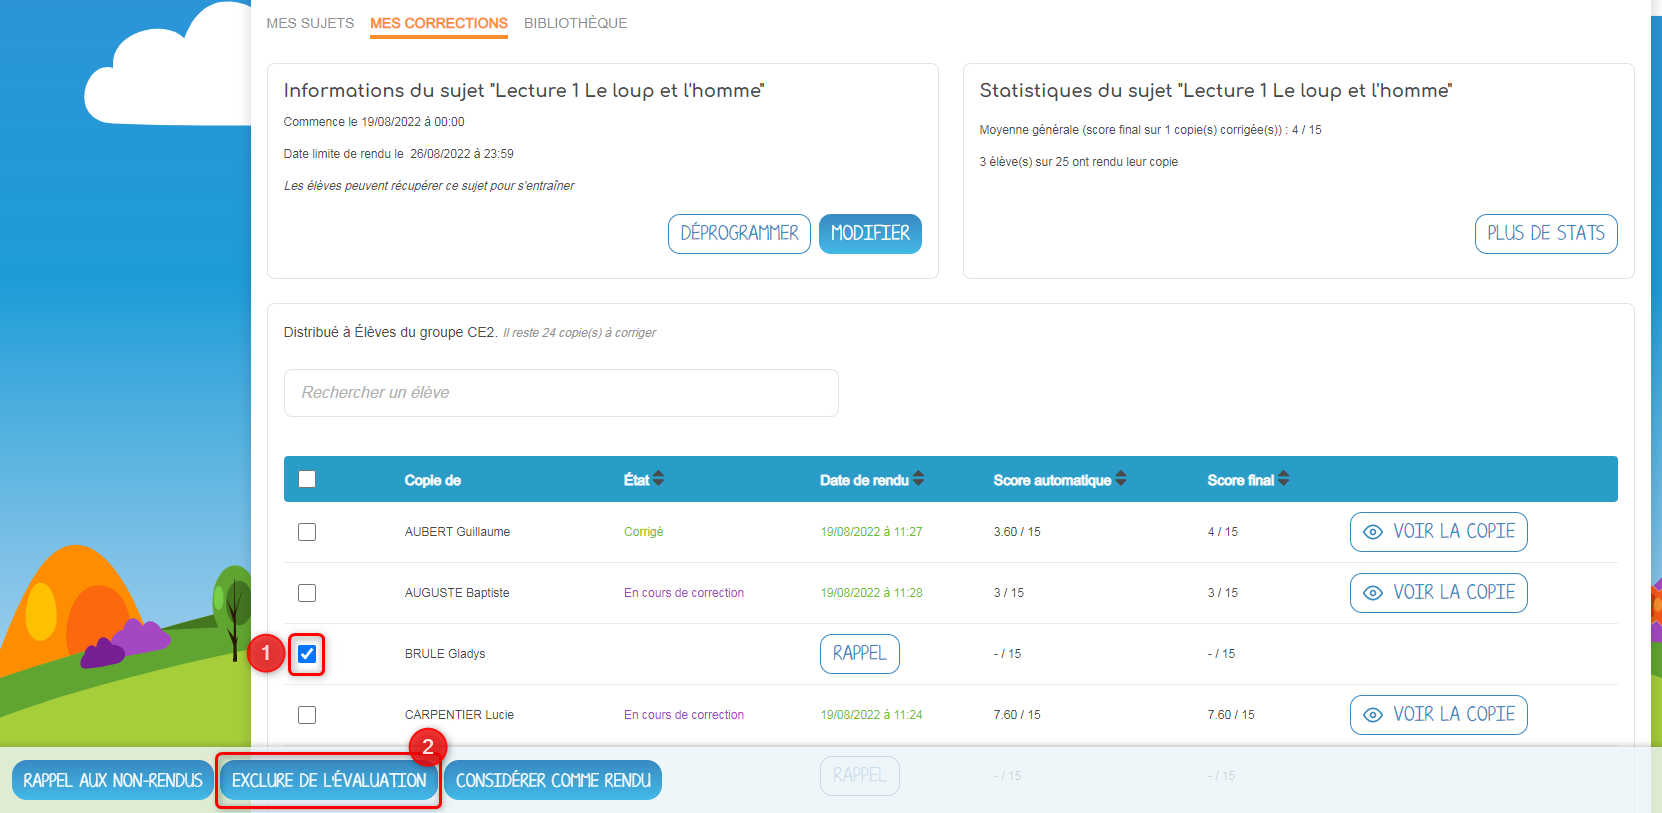 MES SUJETS MES CORRECTIONS BIBLIOTHÈQUE
Informations du sujet "Lecture 1 Le loup et l'homme"
Commence le 19/08/2022 à 00:00
Date limite de rendu le 26/08/2022 à 23:59
Les élèves peuvent récupérer ce sujet pour s'entraîner
DÉPROGRAMMER MODIFIER
Statistiques du sujet "Lecture 1 Le loup et l'homme"
Moyenne générale (score final sur 1 copie(s) corrigée(s)) : 4 / 15
3 élève(s) sur 25 ont rendu leur copie
PLUS DE STATS
Distribué à Élèves du groupe CE2. Il reste 24 copie(s) à corriger
Rechercher un élève
Copie de État Date de rendu Score automatique Score final
AUBERT Guillaume Corrigé 19/08/2022 à 11:27 3.60 / 15 4 / 15 VOIR LA COPIE
AUGUSTE Baptiste En cours de correction 19/08/2022 à 11:28 3 / 15 3 / 15 VOIR LA COPIE
1 BRULE Gladys RAPPEL - / 15 - / 15
CARPENTIER Lucie En cours de correction 19/08/2022 à 11:24 7.60 / 15 7.60 / 15 VOIR LA COPIE
2
RAPPEL AUX NON-RENDUS EXCLURE DE L'ÉVALUATION CONSIDÉRER COMME RENDU RAPPEL - / 15 - / 15